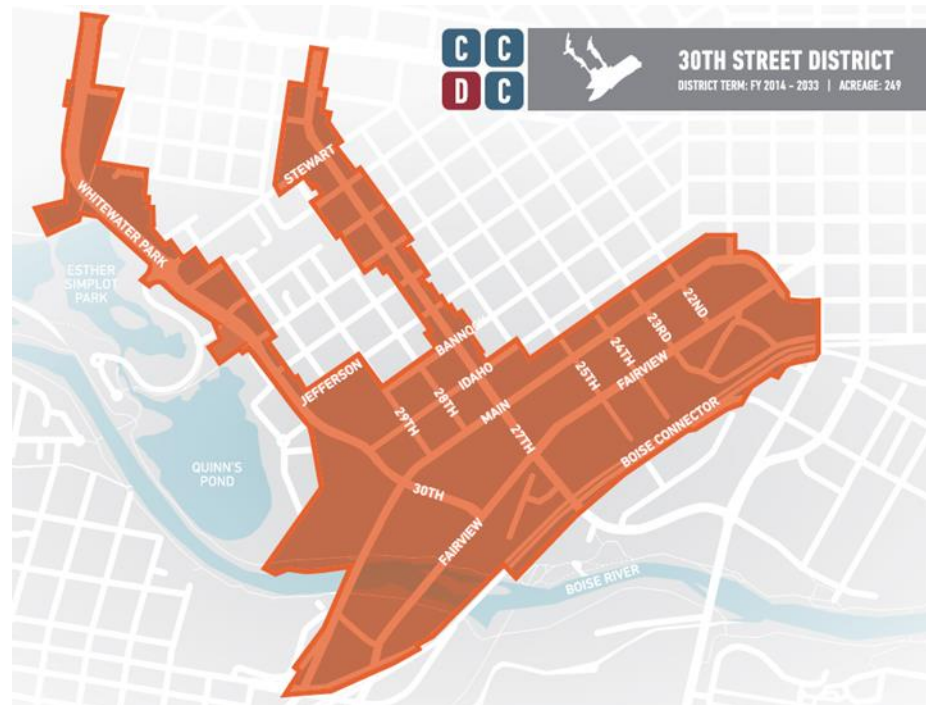 C C
D C
30TH STREET DISTRICT
DISTRICT TERM: FY 2014 - 2033 | ACREAGE: 249
STEWART
WHITEWATER PARK
ESTHER
SIMPLOT
PARK
22ND
23RD
24TH
25TH
FAIRVIEW
BANNOCK
IDAHO
JEFFERSON
MAIN
28TH
29TH
27TH
BOISE CONNECTOR
QUINN'S
POND
30TH
FAIRVIEW
BOISE RIVER